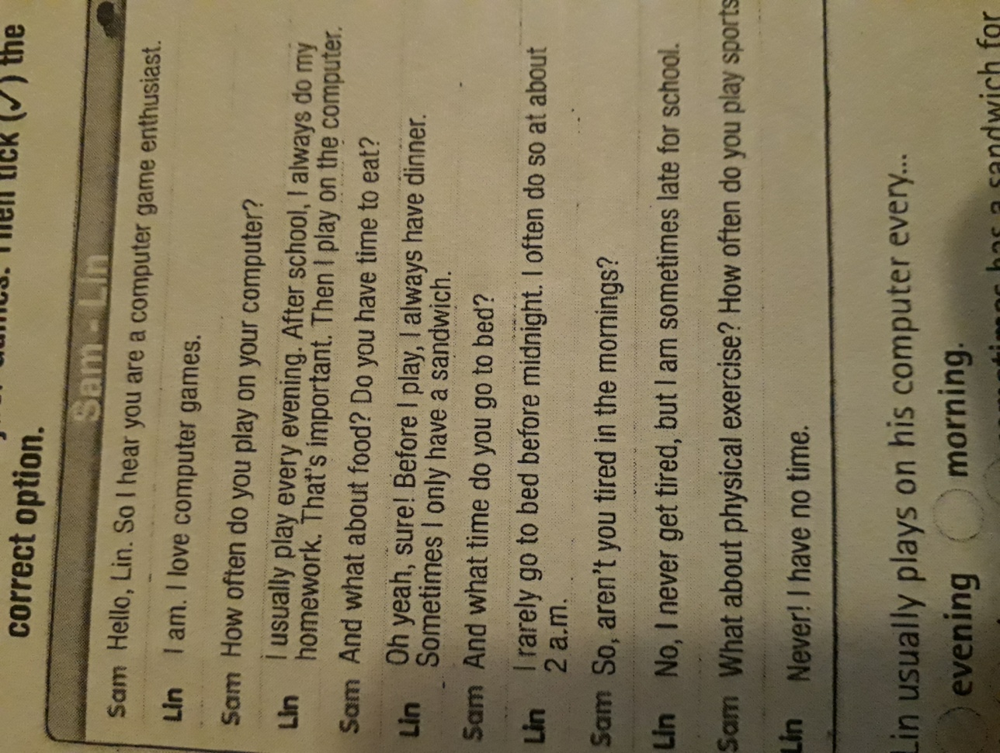 (✓) the
correct option.
Sam - Lin
Sam Hello, Lin. So I hear you are a computer game enthusiast.
Lin I am. I love computer games.
Sam How often do you play on your computer?
Lin I usually play every evening. After school, I always do my
homework. That's important. Then I play on the computer.
Sam And what about food? Do you have time to eat?
Lin Oh yeah, sure! Before I play, I always have dinner.
Sometimes I only have a sandwich.
Sam And what time do you go to bed?
Lin I rarely go to bed before midnight. I often do so at about
2 a.m.
Sam So, aren't you tired in the mornings?
Lin No, I never get tired, but I am sometimes late for school.
Sam What about physical exercise? How often do you play sports
Lin Never! I have no time.
Lin usually plays on his computer every...
evening morning.
has a sandwich for